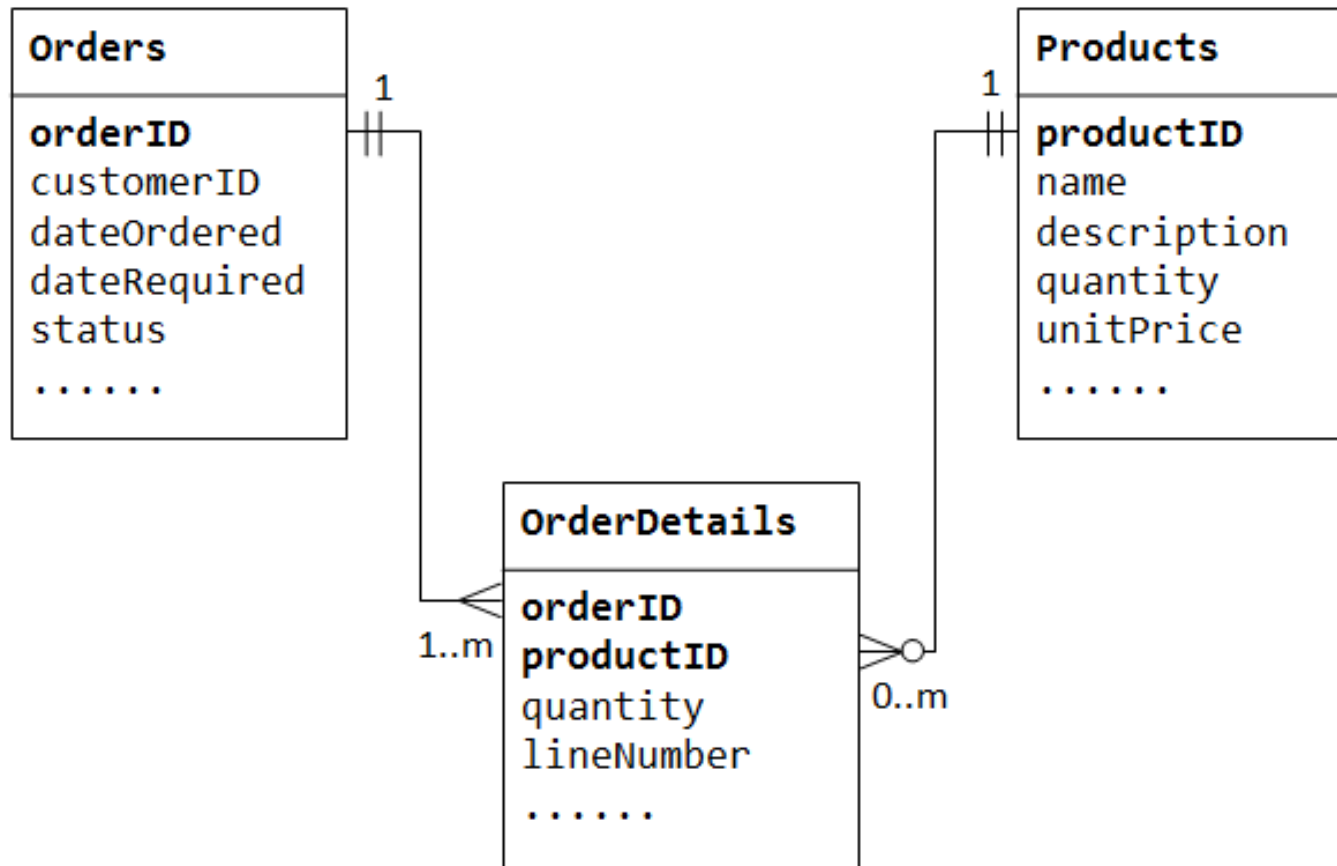 Orders
orderID
customerID
dateOrdered
dateRequired
status
......
1
1
Products
productID
name
description
quantity
unitPrice
......
OrderDetails
orderID
productID
quantity
lineNumber
......
1..m
0..m